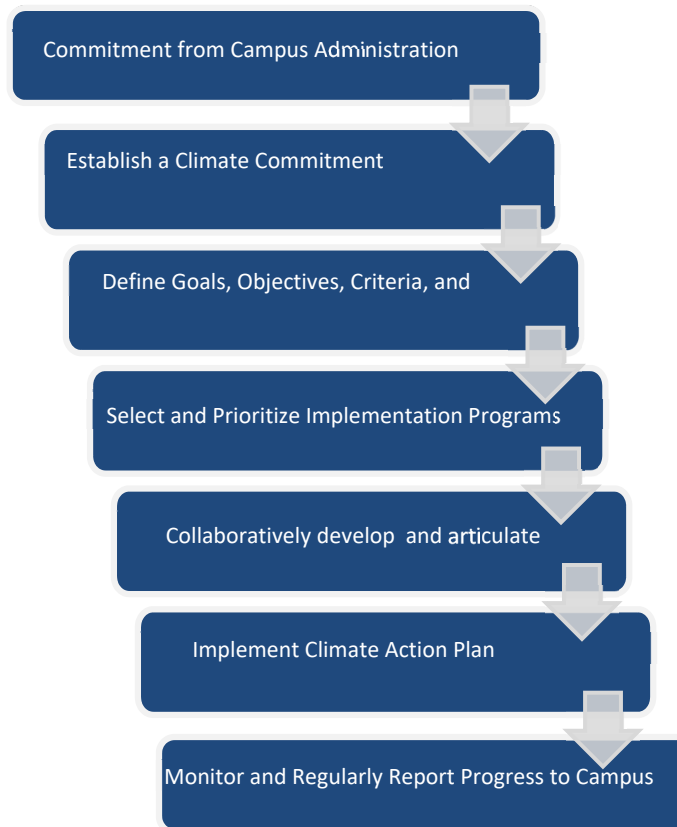 Commitment from Campus Administration
Establish a Climate Commitment
Define Goals, Objectives, Criteria, and
Select and Prioritize Implementation Programs
Collaboratively develop and articulate
Implement Climate Action Plan
Monitor and Regularly Report Progress to Campus